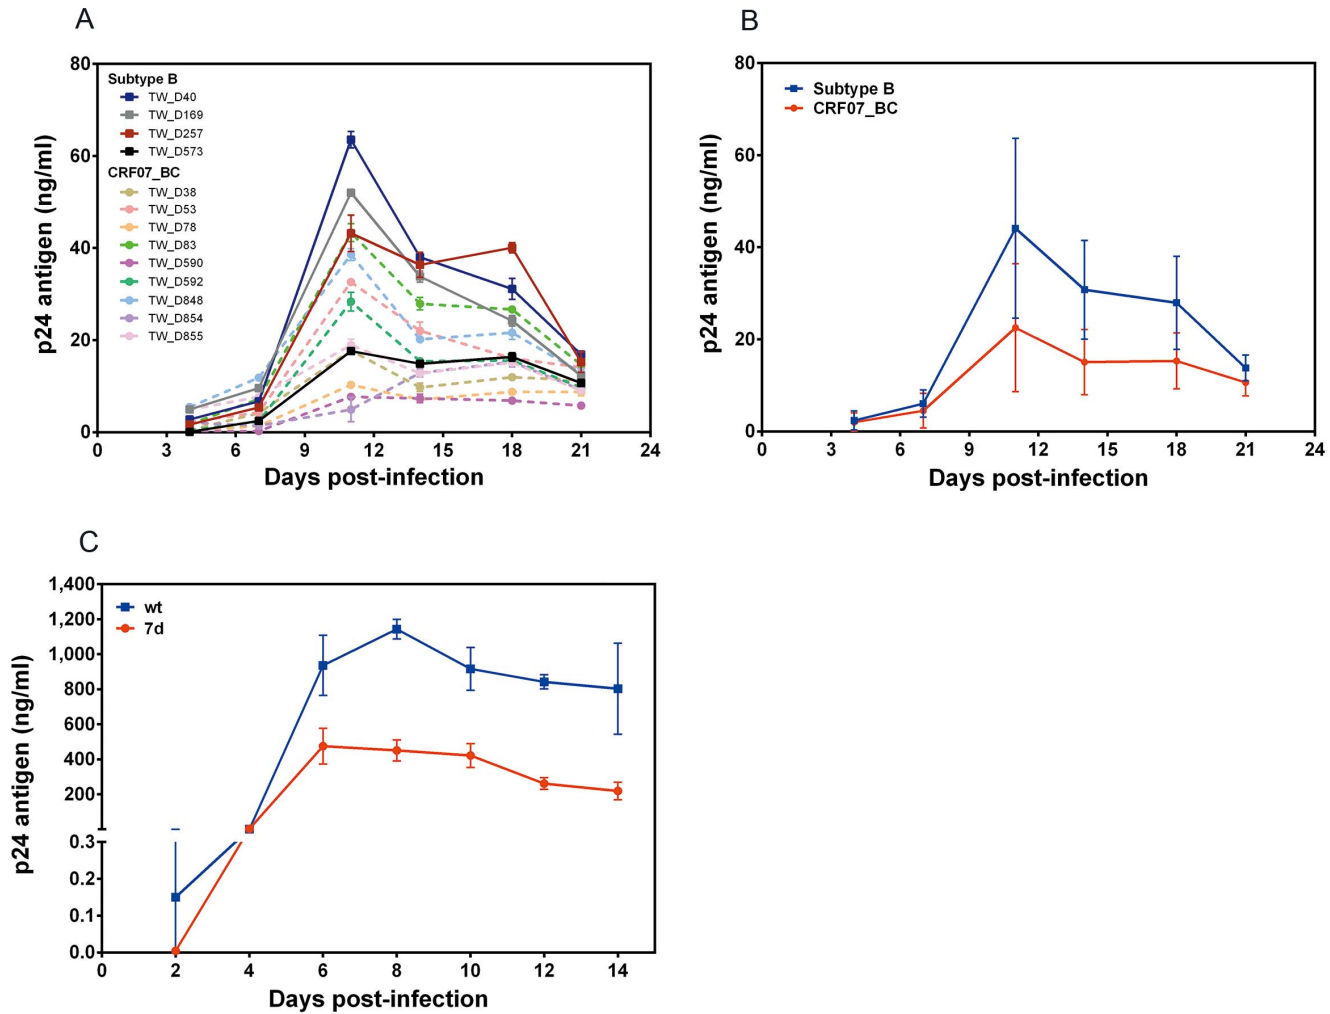 A
80
60
40
20
0
p24 antigen (ng/ml)
Subtype B
TW_D40
TW_D169
TW_D257
TW_D573
CRF07_BC
TW_D38
TW_D53
TW_D78
TW_D83
TW_D590
TW_D592
TW_D848
TW_D854
TW_D855
0 3 6 9 12 15 18 21 24
Days post-infection
B
80
60
40
20
0
p24 antigen (ng/ml)
Subtype B
CRF07_BC
0 3 6 9 12 15 18 21 24
Days post-infection
C
1,400
1,200
1,000
800
600
400
200
0.3
0.2
0.1
0.0
p24 antigen (ng/ml)
wt
7d
0 2 4 6 8 10 12 14
Days post-infection